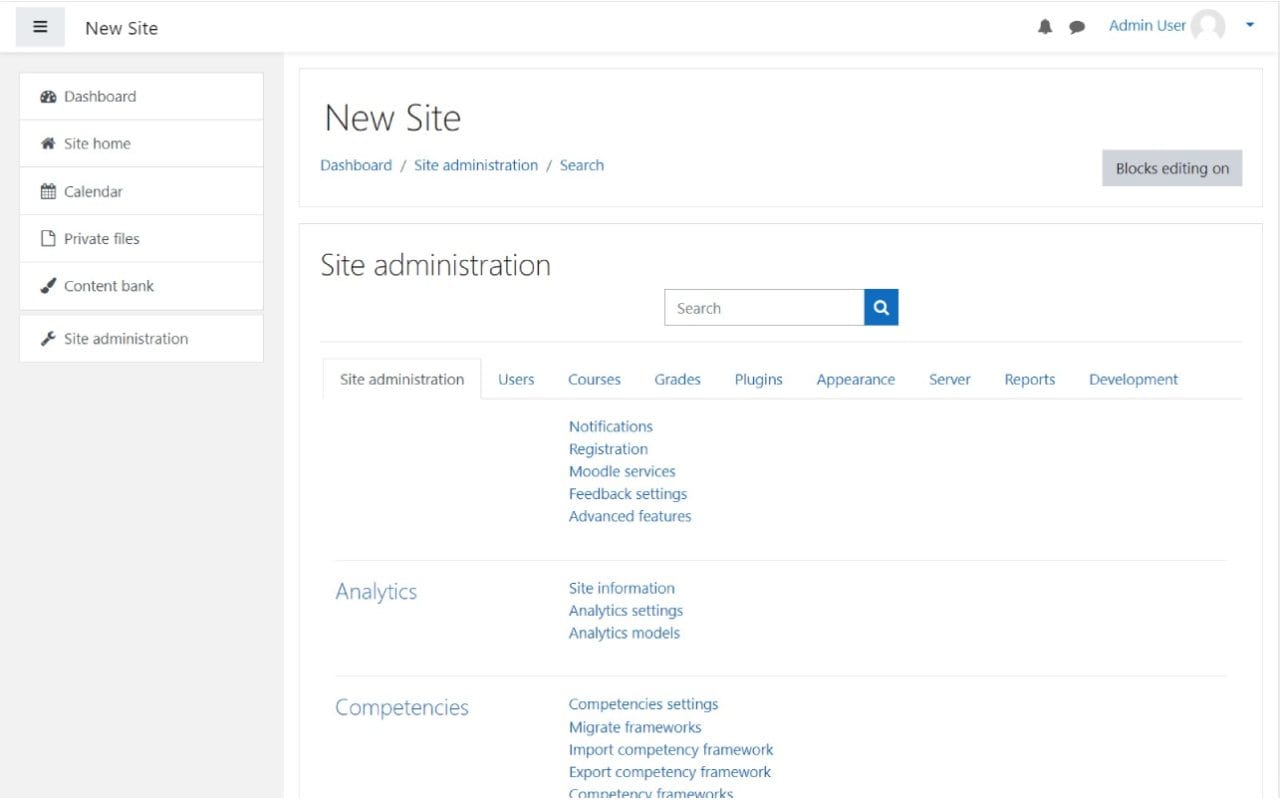 New Site
Admin User
Dashboard
Site home
Calendar
Private files
Content bank
Site administration
New Site
Dashboard / Site administration / Search
Blocks editing on
Site administration
Search
Site administration Users Courses Grades Plugins Appearance Server Reports Development
Notifications
Registration
Moodle services
Feedback settings
Advanced features
Analytics
Site information
Analytics settings
Analytics models
Competencies
Competencies settings
Migrate frameworks
Import competency framework
Export competency framework
Competency frameworks